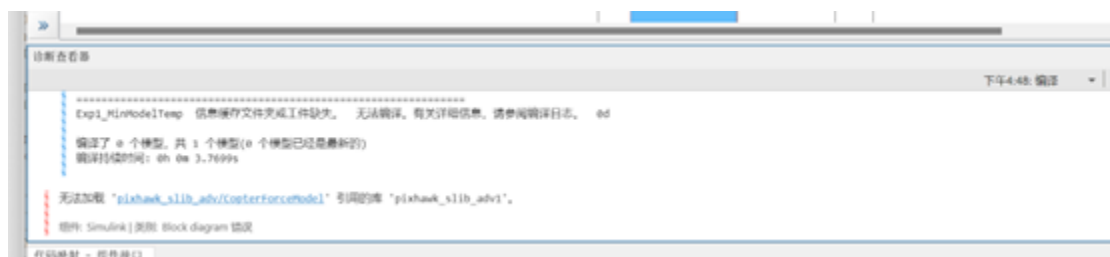 诊断查看器
下午4:48: 编译
==================================================================
Exp1_MinModelTemp 信息缓存文件夹或工件缺失。 无法编译。有关详细信息，请参阅编译日志。 0d
编译了 0 个模型，共 1 个模型(0 个模型已经是最新的)
编译持续时间: 0h 0m 3.7699s
无法加载 'pixhawk_slib_adv/CopterForceModel' 引用的库 'pixhawk_slib_adv1'。
组件: Simulink | 类别: Block diagram 错误